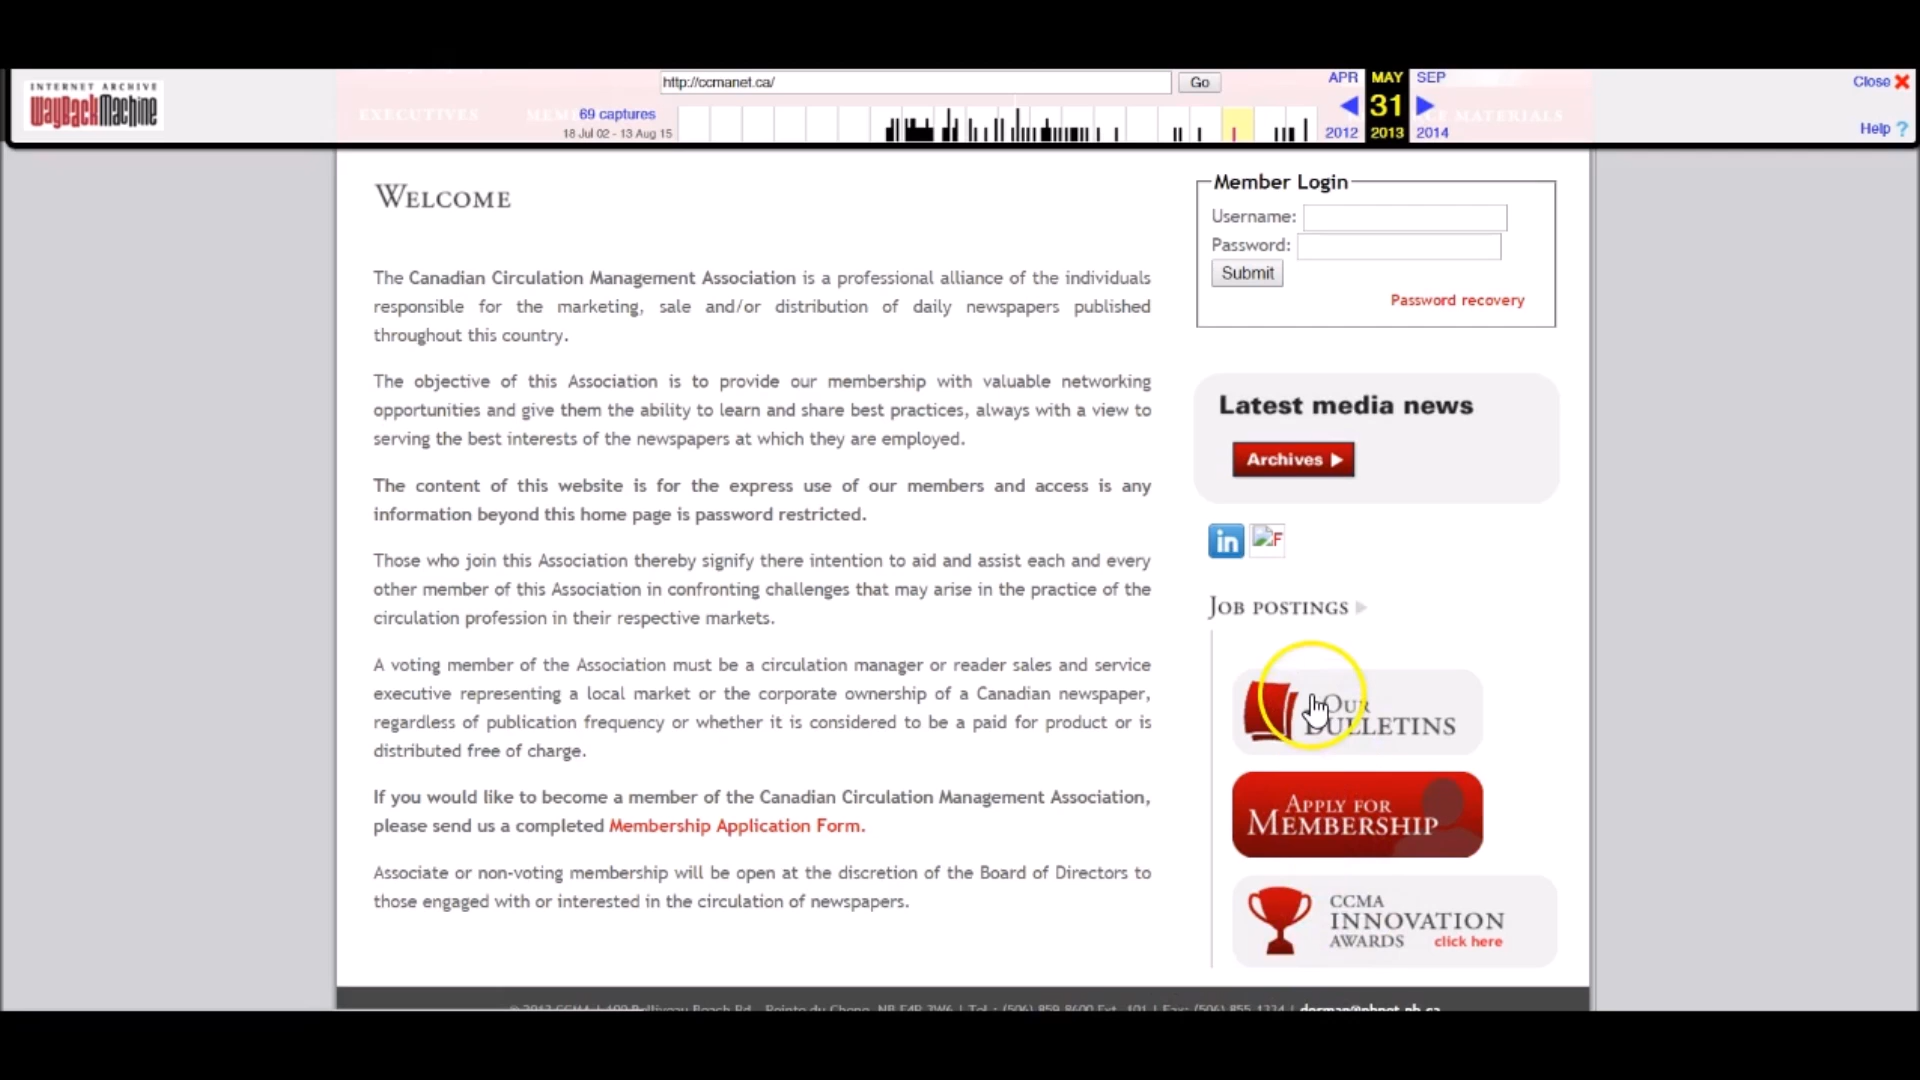 INTERNET ARCHIVE
WayBackMachine
http://ccmanet.ca/
Go
69 captures
18 Jul 02 - 13 Aug 15
APR MAY SEP
31
2012 2013 2014
Close
Help ?
EXECUTIVES
MATERIALS
WELCOME
The Canadian Circulation Management Association is a professional alliance of the individuals
responsible for the marketing, sale and/or distribution of daily newspapers published
throughout this country.
The objective of this Association is to provide our membership with valuable networking
opportunities and give them the ability to learn and share best practices, always with a view to
serving the best interests of the newspapers at which they are employed.
The content of this website is for the express use of our members and access is any
information beyond this home page is password restricted.
Those who join this Association thereby signify there intention to aid and assist each and every
other member of this Association in confronting challenges that may arise in the practice of the
circulation profession in their respective markets.
A voting member of the Association must be a circulation manager or reader sales and service
executive representing a local market or the corporate ownership of a Canadian newspaper,
regardless of publication frequency or whether it is considered to be a paid for product or is
distributed free of charge.
If you would like to become a member of the Canadian Circulation Management Association,
please send us a completed Membership Application Form.
Associate or non-voting membership will be open at the discretion of the Board of Directors to
those engaged with or interested in the circulation of newspapers.
Member Login
Username:
Password:
Submit
Password recovery
Latest media news
Archives
in
F
JOB POSTINGS
OUR
BULLETINS
APPLY FOR
MEMBERSHIP
CCMA
INNOVATION
AWARDS click here